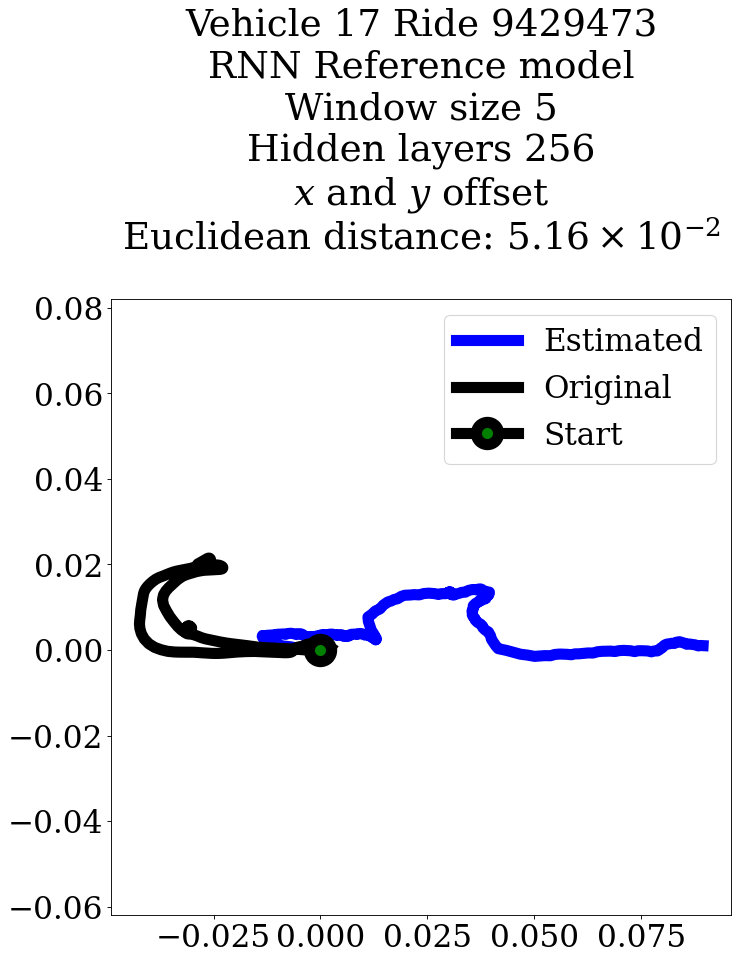 Vehicle 17 Ride 9429473
RNN Reference model
Window size 5
Hidden layers 256
x and y offset
Euclidean distance: 5.16 × 10⁻²
Estimated
Original
Start
0.08
0.06
0.04
0.02
0.00
−0.02
−0.04
−0.06
−0.025 0.000 0.025 0.050 0.075